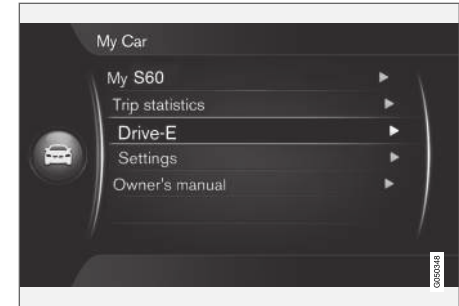 My Car
My S60
Trip statistics
Drive-E
Settings
Owner's manual
G050348